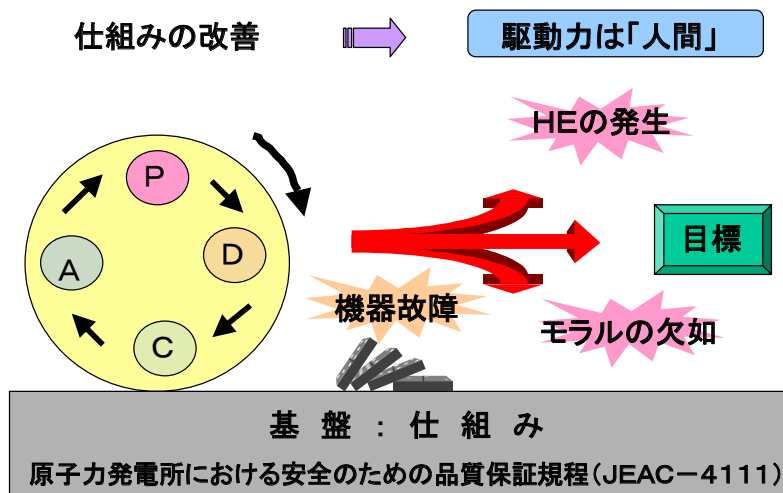 仕組みの改善
駆動力は「人間」
HEの発生
P
D
A
C
目標
機器故障
モラルの欠如
基 盤 : 仕 組 み
原子力発電所における安全のための品質保証規程(JEAC-4111)